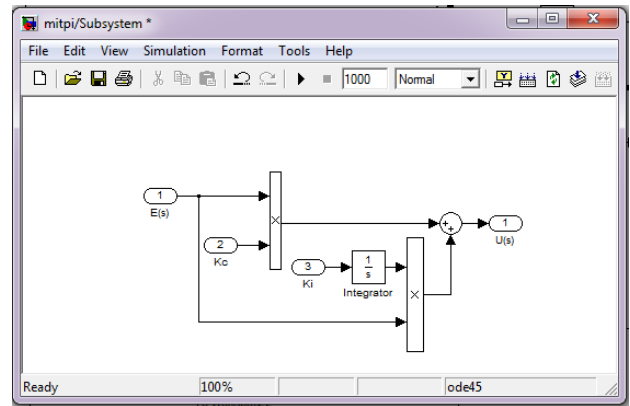 mitpi/Subsystem *
File Edit View Simulation Format Tools Help
1000 Normal
1
E(s)
2
Kc
3
Ki
1
s
Integrator
×
×
+
+
1
U(s)
Ready 100% ode45